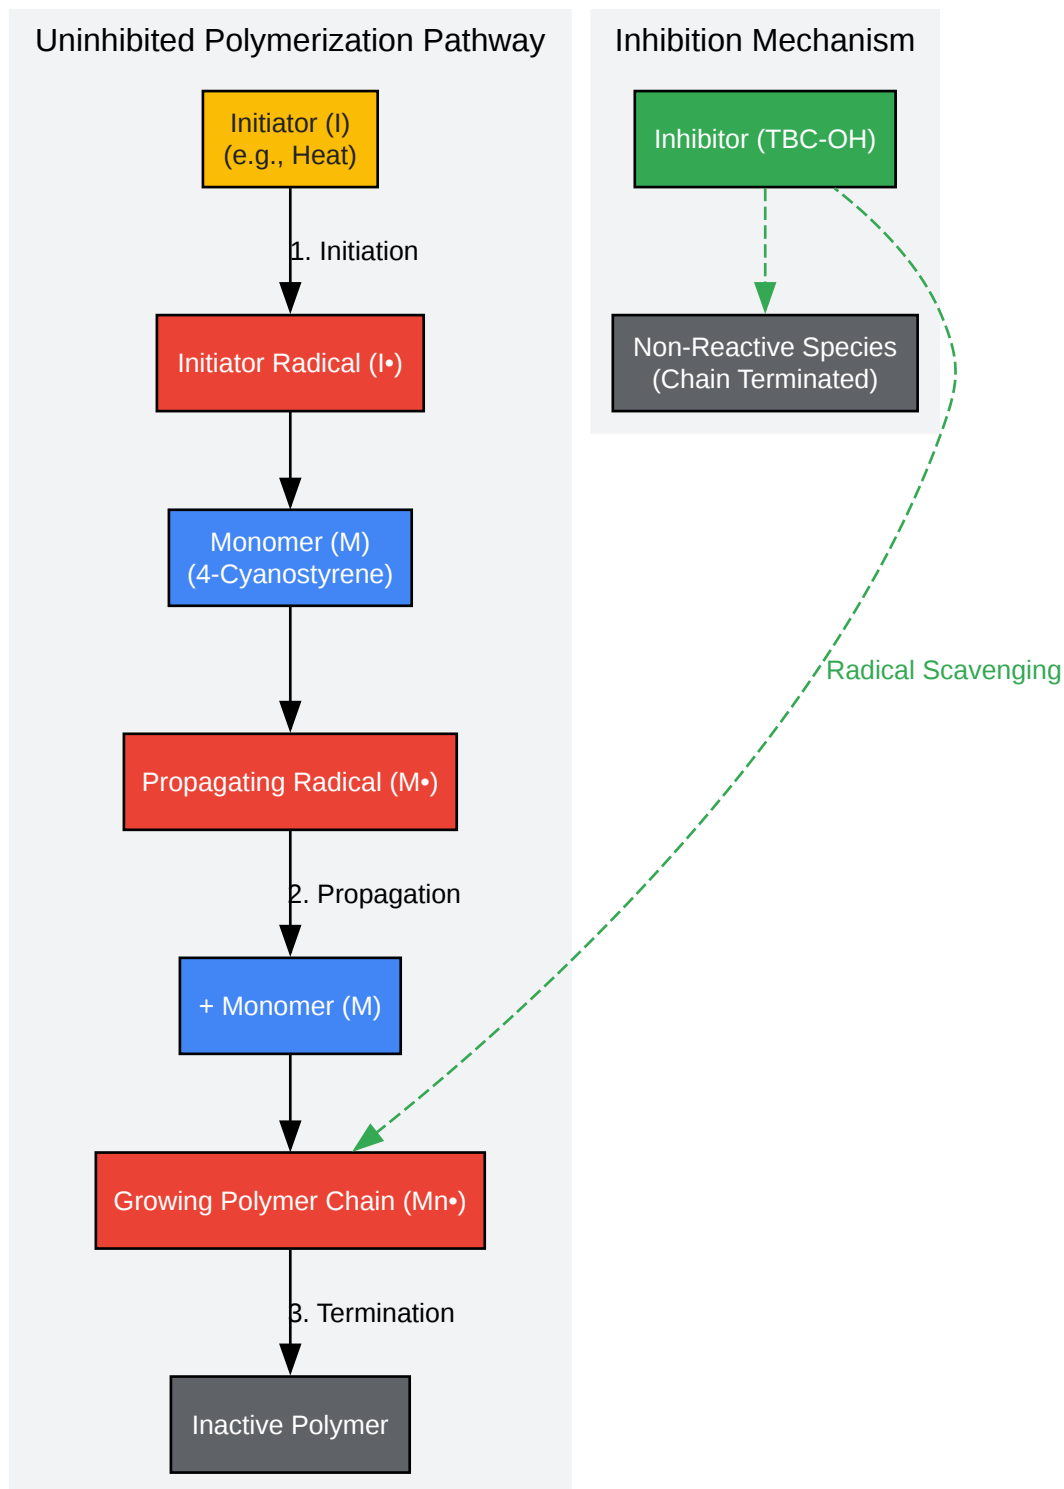 Uninhibited Polymerization Pathway
Initiator (I)
(e.g., Heat)
1. Initiation
Initiator Radical (I•)
Monomer (M)
(4-Cyanostyrene)
Propagating Radical (M•)
2. Propagation
+ Monomer (M)
Growing Polymer Chain (Mn•)
3. Termination
Inactive Polymer
Inhibition Mechanism
Inhibitor (TBC-OH)
Non-Reactive Species
(Chain Terminated)
Radical Scavenging